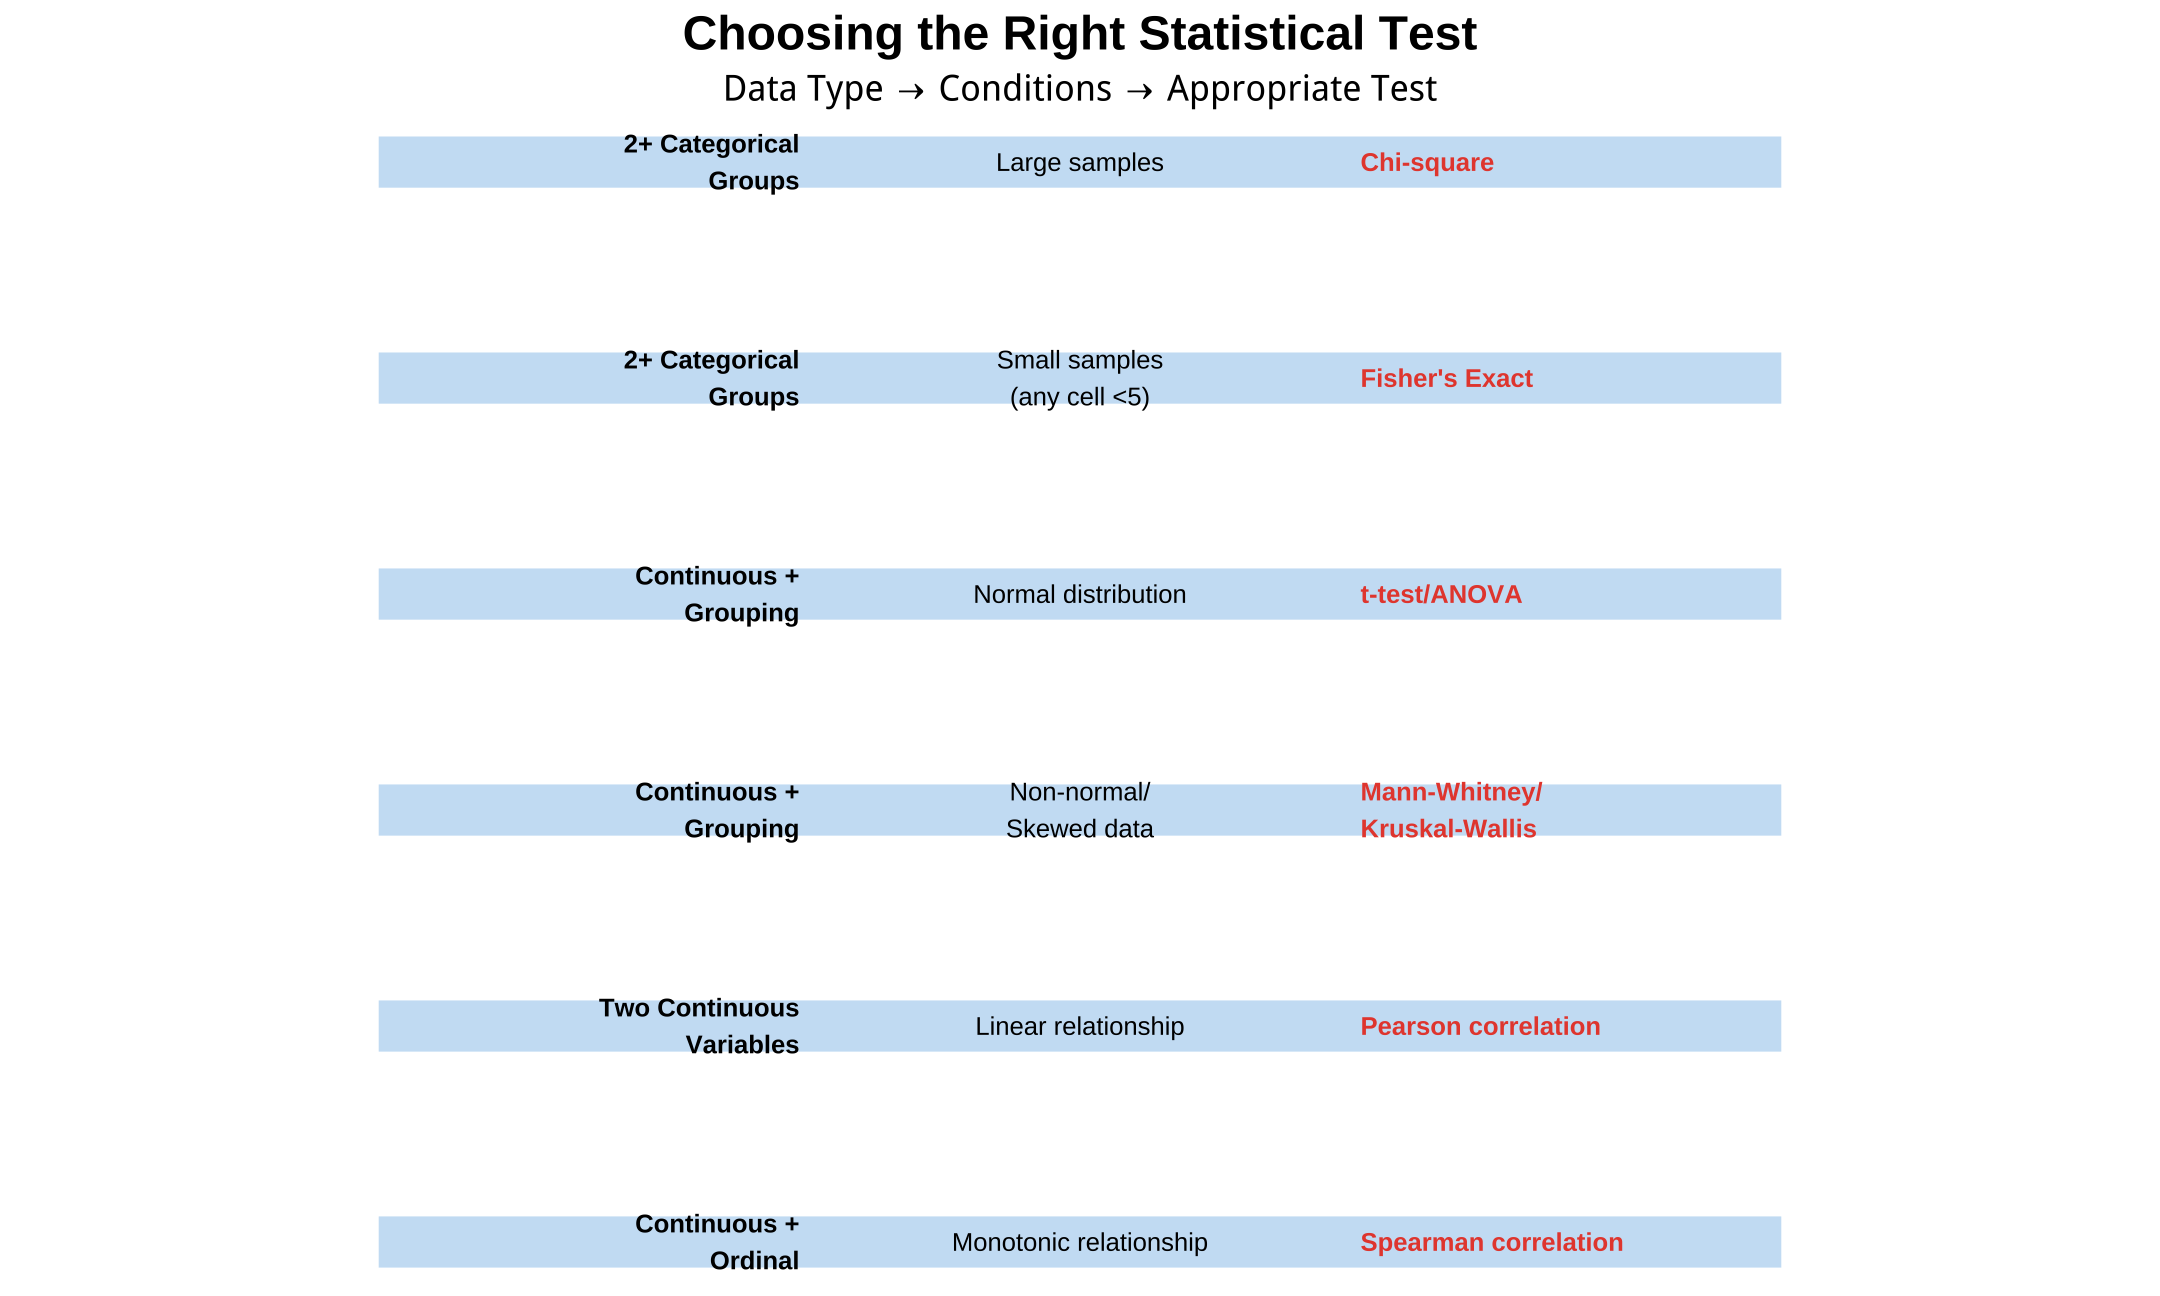 Choosing the Right Statistical Test
Data Type → Conditions → Appropriate Test
2+ Categorical
Groups
Large samples
Chi-square
2+ Categorical
Groups
Small samples
(any cell <5)
Fisher's Exact
Continuous +
Grouping
Normal distribution
t-test/ANOVA
Continuous +
Grouping
Non-normal/
Skewed data
Mann-Whitney/
Kruskal-Wallis
Two Continuous
Variables
Linear relationship
Pearson correlation
Continuous +
Ordinal
Monotonic relationship
Spearman correlation